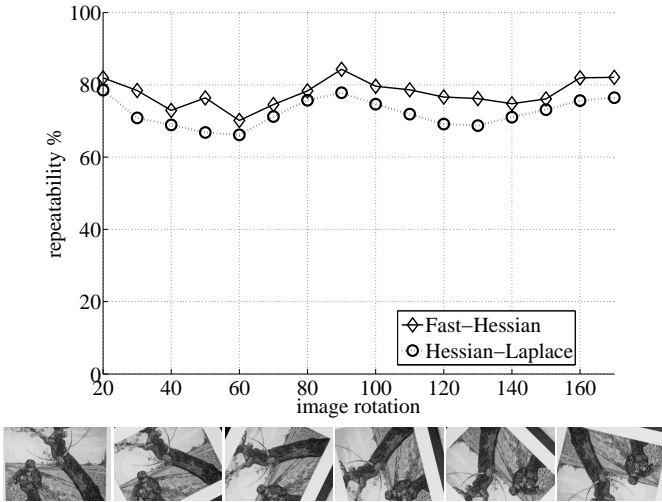 100
80
60
40
20
0
repeatability %
Fast−Hessian
Hessian−Laplace
20 40 60 80 100 120 140 160
image rotation